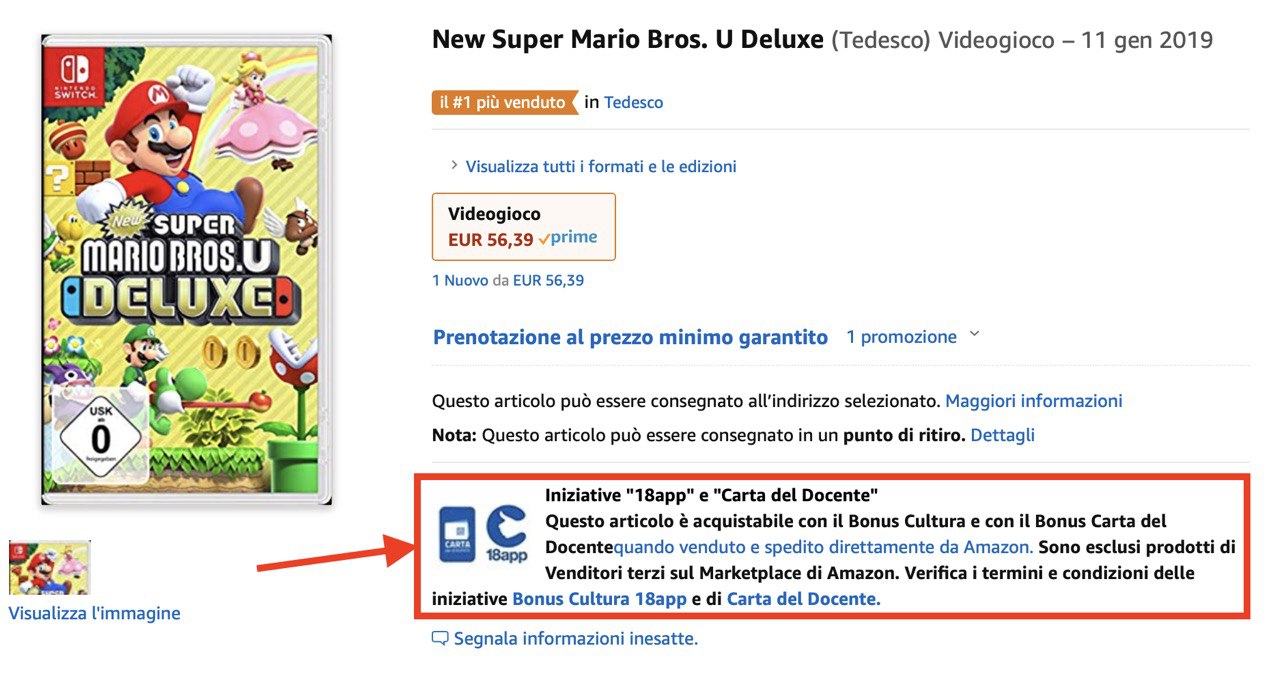 New Super Mario Bros. U Deluxe (Tedesco) Videogioco – 11 gen 2019
il #1 più venduto in Tedesco
Visualizza tutti i formati e le edizioni
Videogioco
EUR 56,39 prime
1 Nuovo da EUR 56,39
Prenotazione al prezzo minimo garantito 1 promozione
Questo articolo può essere consegnato all’indirizzo selezionato. Maggiori informazioni
Nota: Questo articolo può essere consegnato in un punto di ritiro. Dettagli
Iniziative "18app" e "Carta del Docente"
Questo articolo è acquistabile con il Bonus Cultura e con il Bonus Carta del
Docentequando venduto e spedito direttamente da Amazon. Sono esclusi prodotti di
Venditori terzi sul Marketplace di Amazon. Verifica i termini e condizioni delle
iniziative Bonus Cultura 18app e di Carta del Docente.
CARTA
18app
Segnala informazioni inesatte.
NINTENDO
SWITCH
New SUPER
MARIO BROS. U
DELUXE
USK
ab
0
freigegeben
Visualizza l'immagine